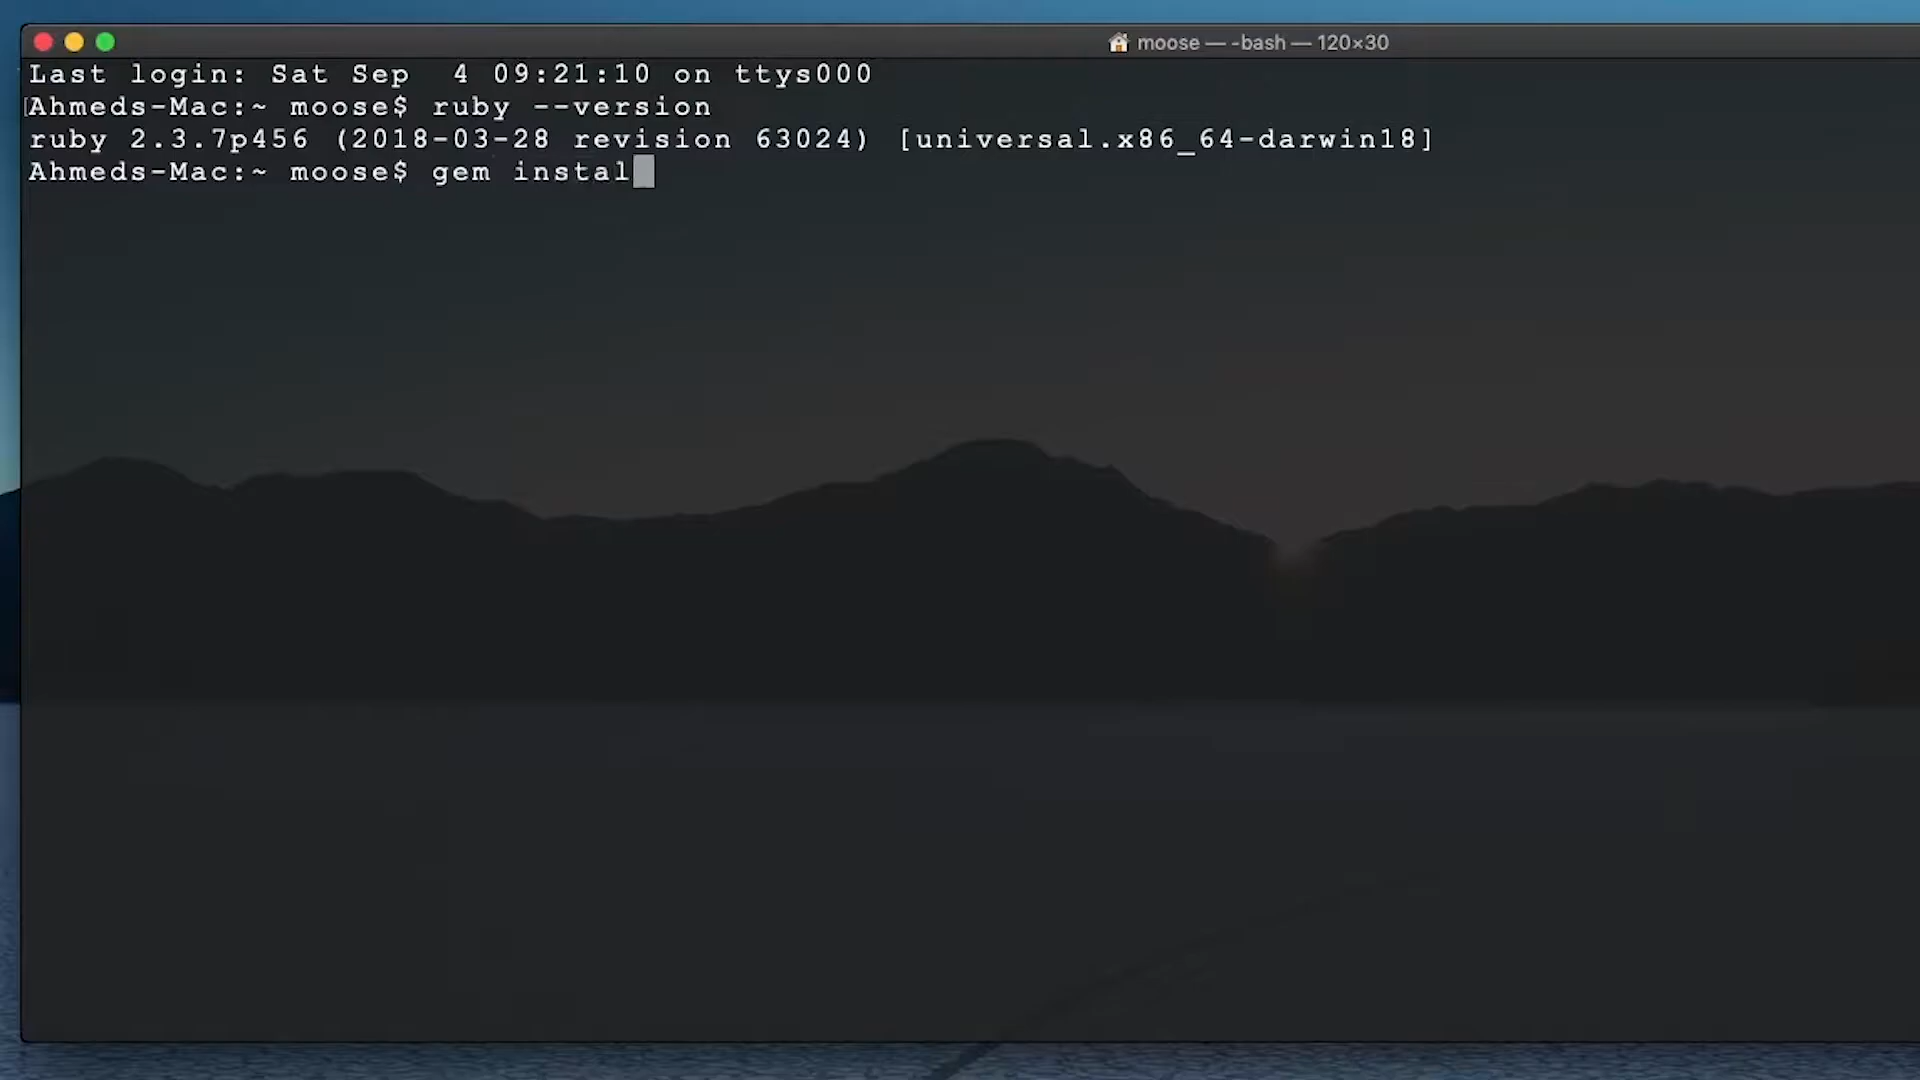 moose — -bash — 120×30
Last login: Sat Sep  4 09:21:10 on ttys000
Ahmeds-Mac:~ moose$ ruby --version
ruby 2.3.7p456 (2018-03-28 revision 63024) [universal.x86_64-darwin18]
Ahmeds-Mac:~ moose$ gem instal